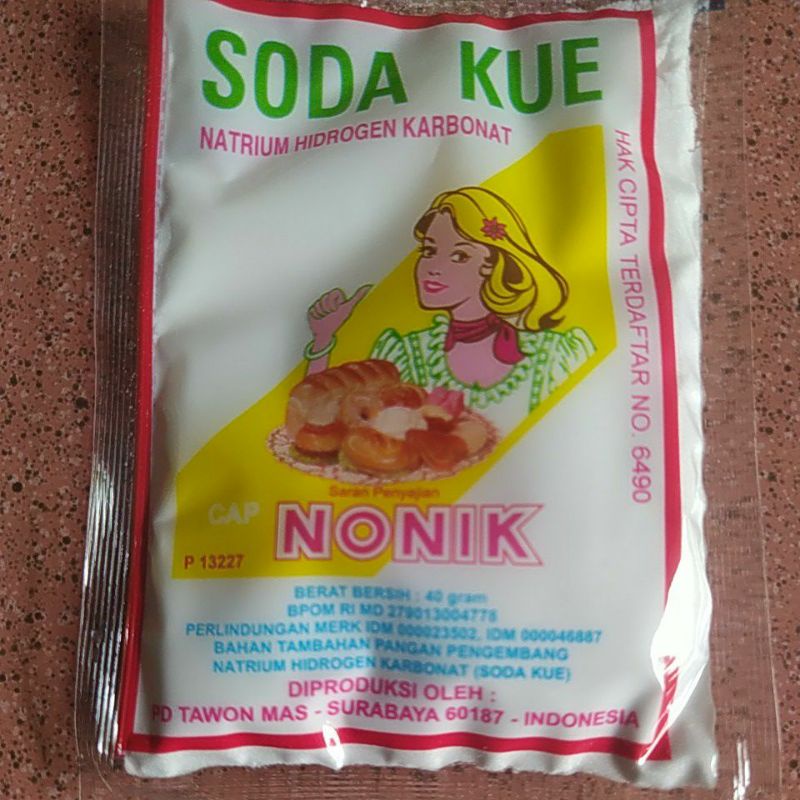 SODA KUE
NATRIUM HIDROGEN KARBONAT
HAK CIPTA TERDAFTAR NO. 6490
Saran Penyajian
CAP NONIK
P 13227
BERAT BERSIH : 40 gram
BPOM RI MD 279013004778
PERLINDUNGAN MERK IDM 000023502, IDM 000046887
BAHAN TAMBAHAN PANGAN PENGEMBANG
NATRIUM HIDROGEN KARBONAT (SODA KUE)
DIPRODUKSI OLEH :
PD TAWON MAS - SURABAYA 60187 - INDONESIA